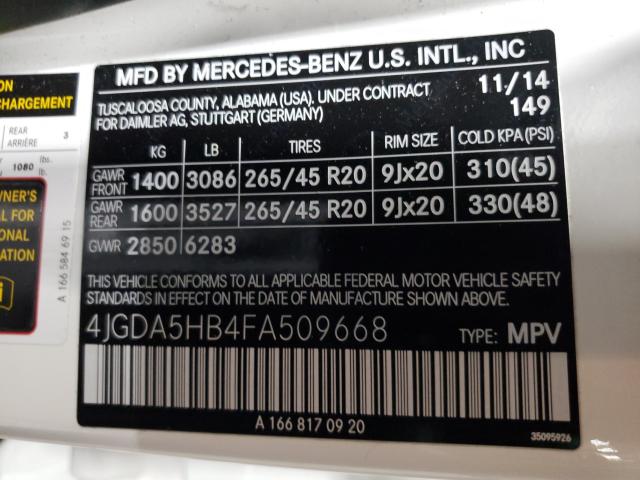 ON
CHARGEMENT
REAR
ARRIÈRE
3
1080
lbs.
lb.
WNER'S
AL FOR
ONAL
ATION
A 166 584 69 15
MFD BY MERCEDES-BENZ U.S. INTL., INC
TUSCALOOSA COUNTY, ALABAMA (USA). UNDER CONTRACT 11/14
FOR DAIMLER AG, STUTTGART (GERMANY) 149
KG LB TIRES RIM SIZE COLD KPA(PSI)
GAWR FRONT 1400 3086 265/45 R20 9Jx20 310(45)
GAWR REAR 1600 3527 265/45 R20 9Jx20 330(48)
GVWR 2850 6283
THIS VEHICLE CONFORMS TO ALL APPLICABLE FEDERAL MOTOR VEHICLE SAFETY
STANDARDS IN EFFECT ON THE DATE OF MANUFACTURE SHOWN ABOVE.
4JGDA5HB4FA509668 TYPE: MPV
A 166 817 09 20
35095926